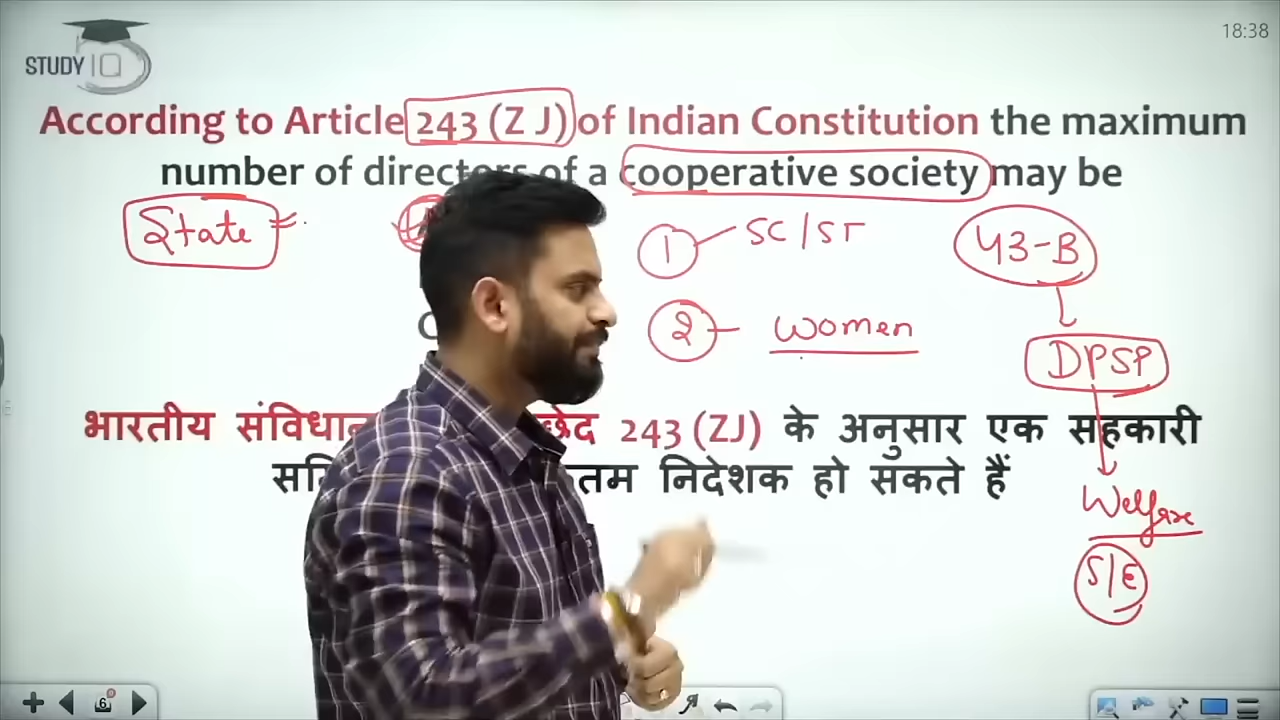 18:38
STUDY IQ
According to Article 243 (Z J) of Indian Constitution the maximum
number of directors of a cooperative society may be
State
1 SC/ST
43-B
2 women
DPSP
भारतीय 243 (ZJ) के अनुसार एक सहकारी
निदेशक हो सकते हैं
Welfare
S/E
6